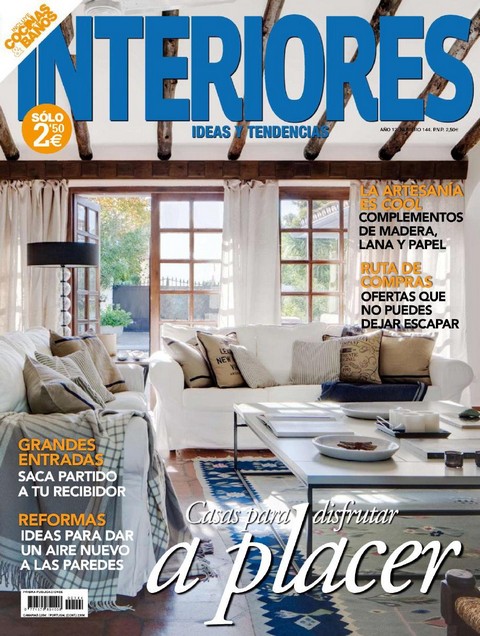 COCINAS
& BAÑOS
INTERIORES
IDEAS Y TENDENCIAS
SÓLO
2'50
€
LA ARTESANÍA
ES COOL
COMPLEMENTOS
DE MADERA,
LANA Y PAPEL
RUTA DE
COMPRAS
OFERTAS QUE
NO PUEDES
DEJAR ESCAPAR
GRANDES
ENTRADAS
SACA PARTIDO
A TU RECIBIDOR
REFORMAS
IDEAS PARA DAR
UN AIRE NUEVO
A LAS PAREDES
Casas para disfrutar
a placer